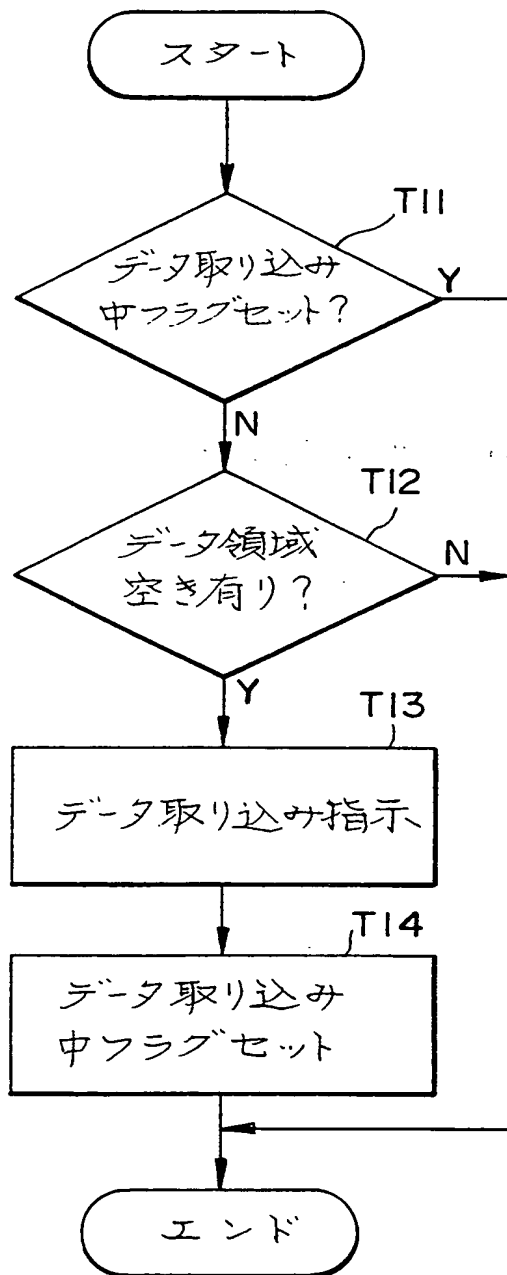 スタート
T11
データ取り込み
中フラグセット?
Y
N
T12
データ領域
空き有り?
N
Y
T13
データ取り込み指示
T14
データ取り込み
中フラグセット
エンド